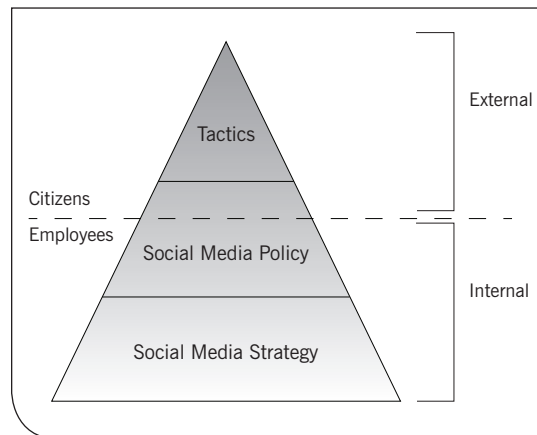 External
Tactics
Citizens
Employees
Social Media Policy
Internal
Social Media Strategy